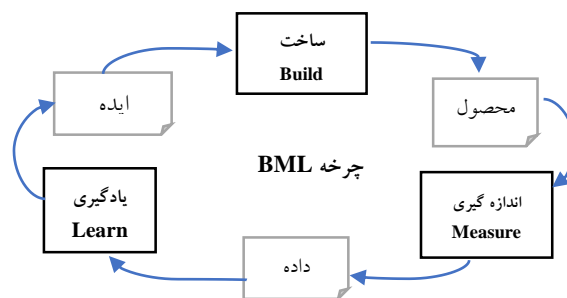 ساخت
Build
ایده
محصول
چرخه BML
یادگیری
Learn
اندازه گیری
Measure
داده